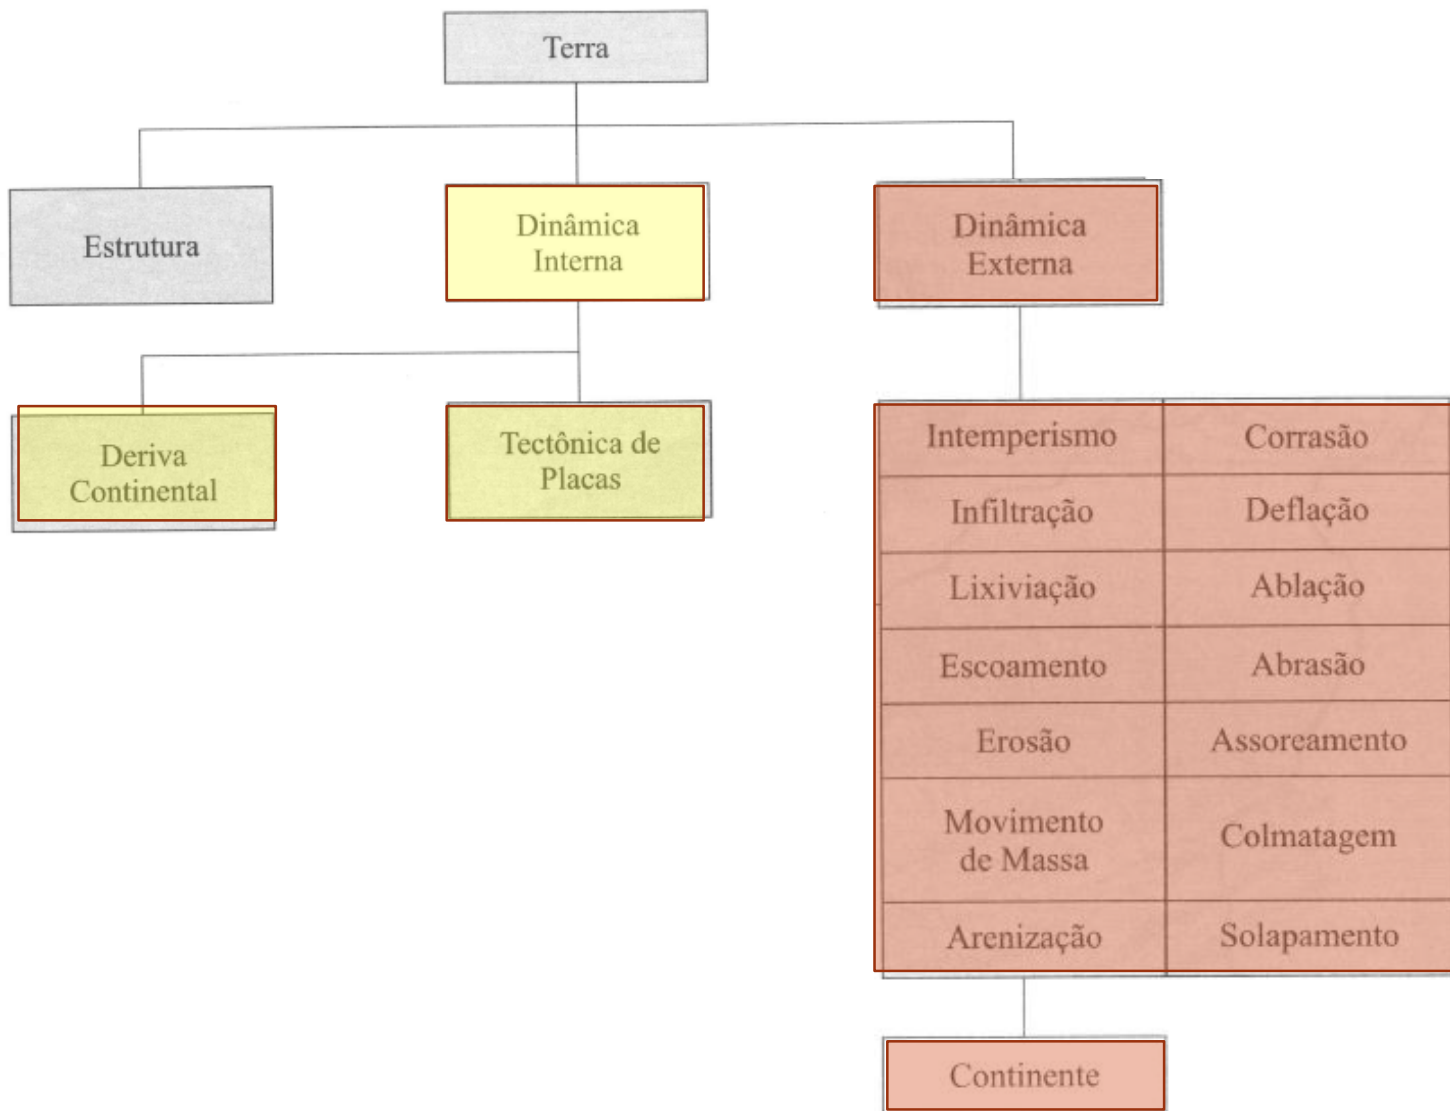 Terra
Estrutura
Dinâmica
Interna
Dinâmica
Externa
Deriva
Continental
Tectônica de
Placas
Intemperismo
Corrasão
Infiltração
Deflação
Lixiviação
Ablação
Escoamento
Abrasão
Erosão
Assoreamento
Movimento
de Massa
Colmatagem
Arenização
Solapamento
Continente